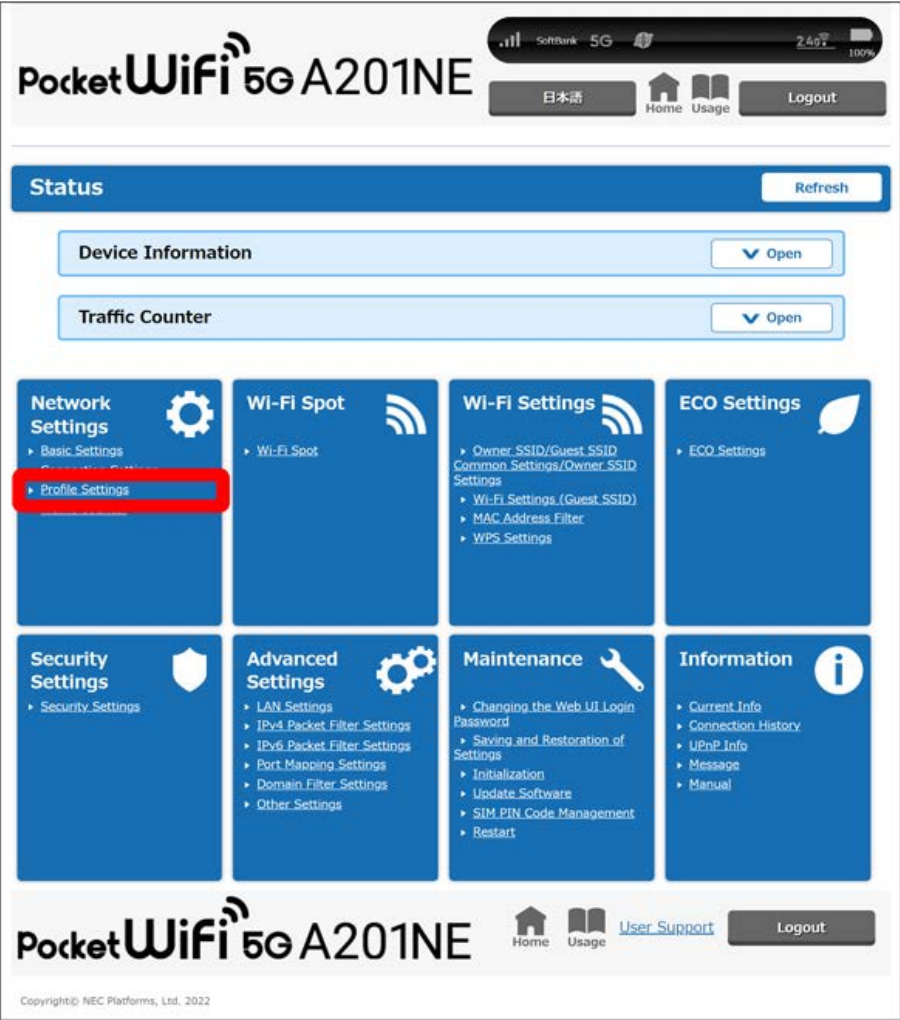 PocketWiFi 5G A201NE
SoftBank 5G 2.4G 100%
日本語 Home Usage Logout
Status Refresh
Device Information Open
Traffic Counter Open
Network
Settings
Basic Settings
Connection Settings
Profile Settings
Wi-Fi Spot
Wi-Fi Spot
Wi-Fi Settings
Owner SSID/Guest SSID
Common Settings/Owner SSID
Settings
Wi-Fi Settings (Guest SSID)
MAC Address Filter
WPS Settings
ECO Settings
ECO Settings
Security
Settings
Security Settings
Advanced
Settings
LAN Settings
IPv4 Packet Filter Settings
IPv6 Packet Filter Settings
Port Mapping Settings
Domain Filter Settings
Other Settings
Maintenance
Changing the Web UI Login
Password
Saving and Restoration of
Settings
Initialization
Update Software
SIM PIN Code Management
Restart
Information
Current Info
Connection History
UPnP Info
Message
Manual
PocketWiFi 5G A201NE
Home Usage User Support Logout
Copyright© NEC Platforms, Ltd. 2022